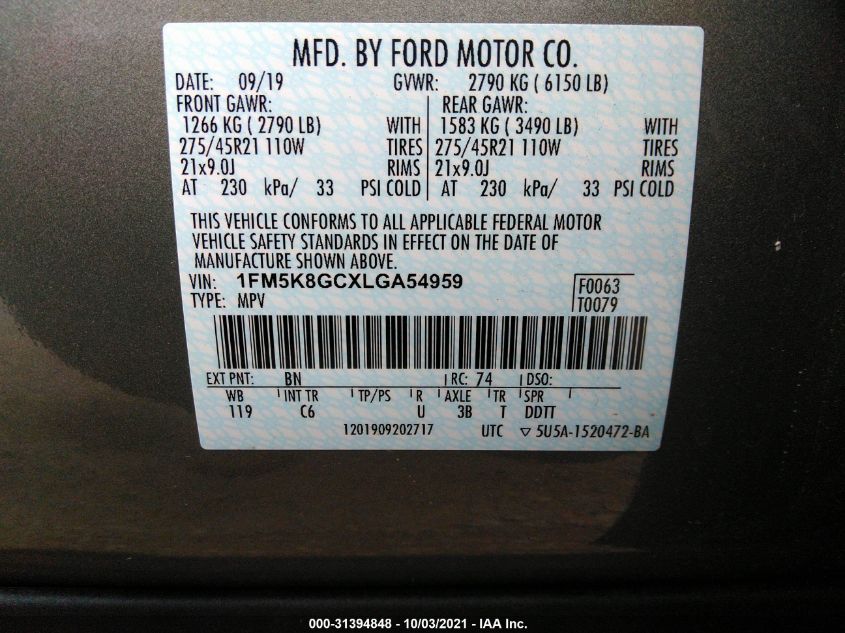 MFD. BY FORD MOTOR CO.
DATE: 09/19 GVWR: 2790 KG ( 6150 LB)
FRONT GAWR: REAR GAWR:
1266 KG ( 2790 LB) WITH 1583 KG ( 3490 LB) WITH
275/45R21 110W TIRES 275/45R21 110W TIRES
21x9.0J RIMS 21x9.0J RIMS
AT 230 kPa/ 33 PSI COLD AT 230 kPa/ 33 PSI COLD
THIS VEHICLE CONFORMS TO ALL APPLICABLE FEDERAL MOTOR
VEHICLE SAFETY STANDARDS IN EFFECT ON THE DATE OF
MANUFACTURE SHOWN ABOVE.
VIN: 1FM5K8GCXLGA54959 F0063
TYPE: MPV T0079
EXT PNT: BN RC: 74 DSO:
WB INT TR TP/PS R AXLE TR SPR
119 C6 U 3B T DDTT
1201909202717 UTC ▽ 5U5A-1520472-BA
000-31394848 - 10/03/2021 - IAA Inc.